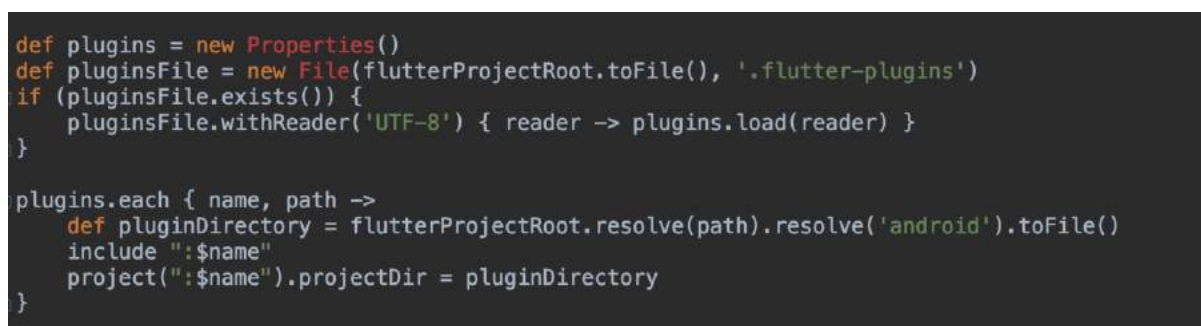 def plugins = new Properties()
def pluginsFile = new File(flutterProjectRoot.toFile(), '.flutter-plugins')
if (pluginsFile.exists()) {
    pluginsFile.withReader('UTF-8') { reader -> plugins.load(reader) }
}

plugins.each { name, path ->
    def pluginDirectory = flutterProjectRoot.resolve(path).resolve('android').toFile()
    include ":$name"
    project(":$name").projectDir = pluginDirectory
}